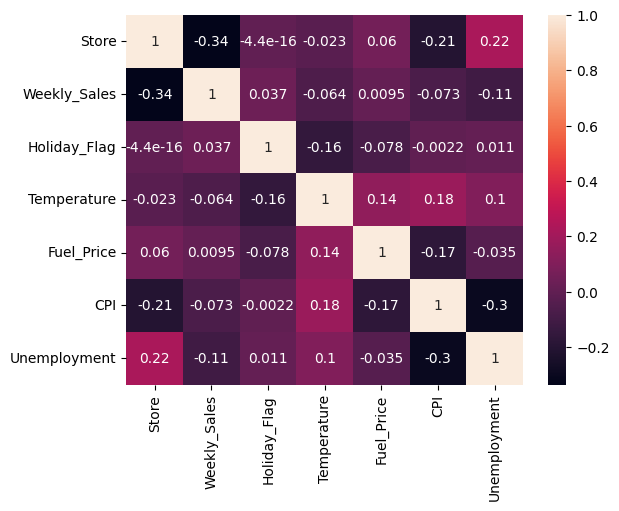 Store 1 -0.34 -4.4e-16 -0.023 0.06 -0.21 0.22
Weekly_Sales -0.34 1 0.037 -0.064 0.0095 -0.073 -0.11
Holiday_Flag -4.4e-16 0.037 1 -0.16 -0.078 -0.0022 0.011
Temperature -0.023 -0.064 -0.16 1 0.14 0.18 0.1
Fuel_Price 0.06 0.0095 -0.078 0.14 1 -0.17 -0.035
CPI -0.21 -0.073 -0.0022 0.18 -0.17 1 -0.3
Unemployment 0.22 -0.11 0.011 0.1 -0.035 -0.3 1
Store
Weekly_Sales
Holiday_Flag
Temperature
Fuel_Price
CPI
Unemployment
1.0
0.8
0.6
0.4
0.2
0.0
−0.2